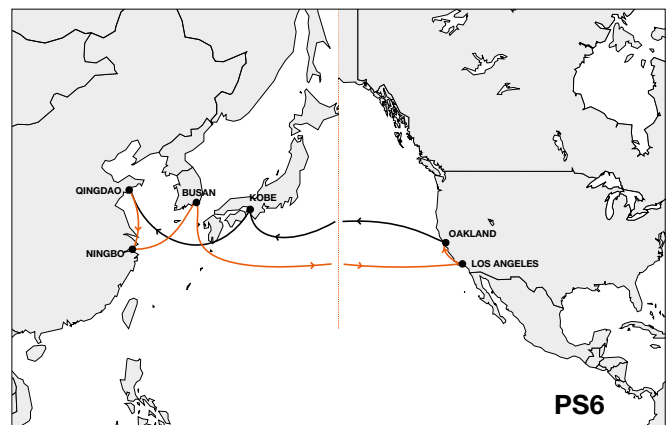 QINGDAO
BUSAN
KOBE
NINGBO
OAKLAND
LOS ANGELES
PS6